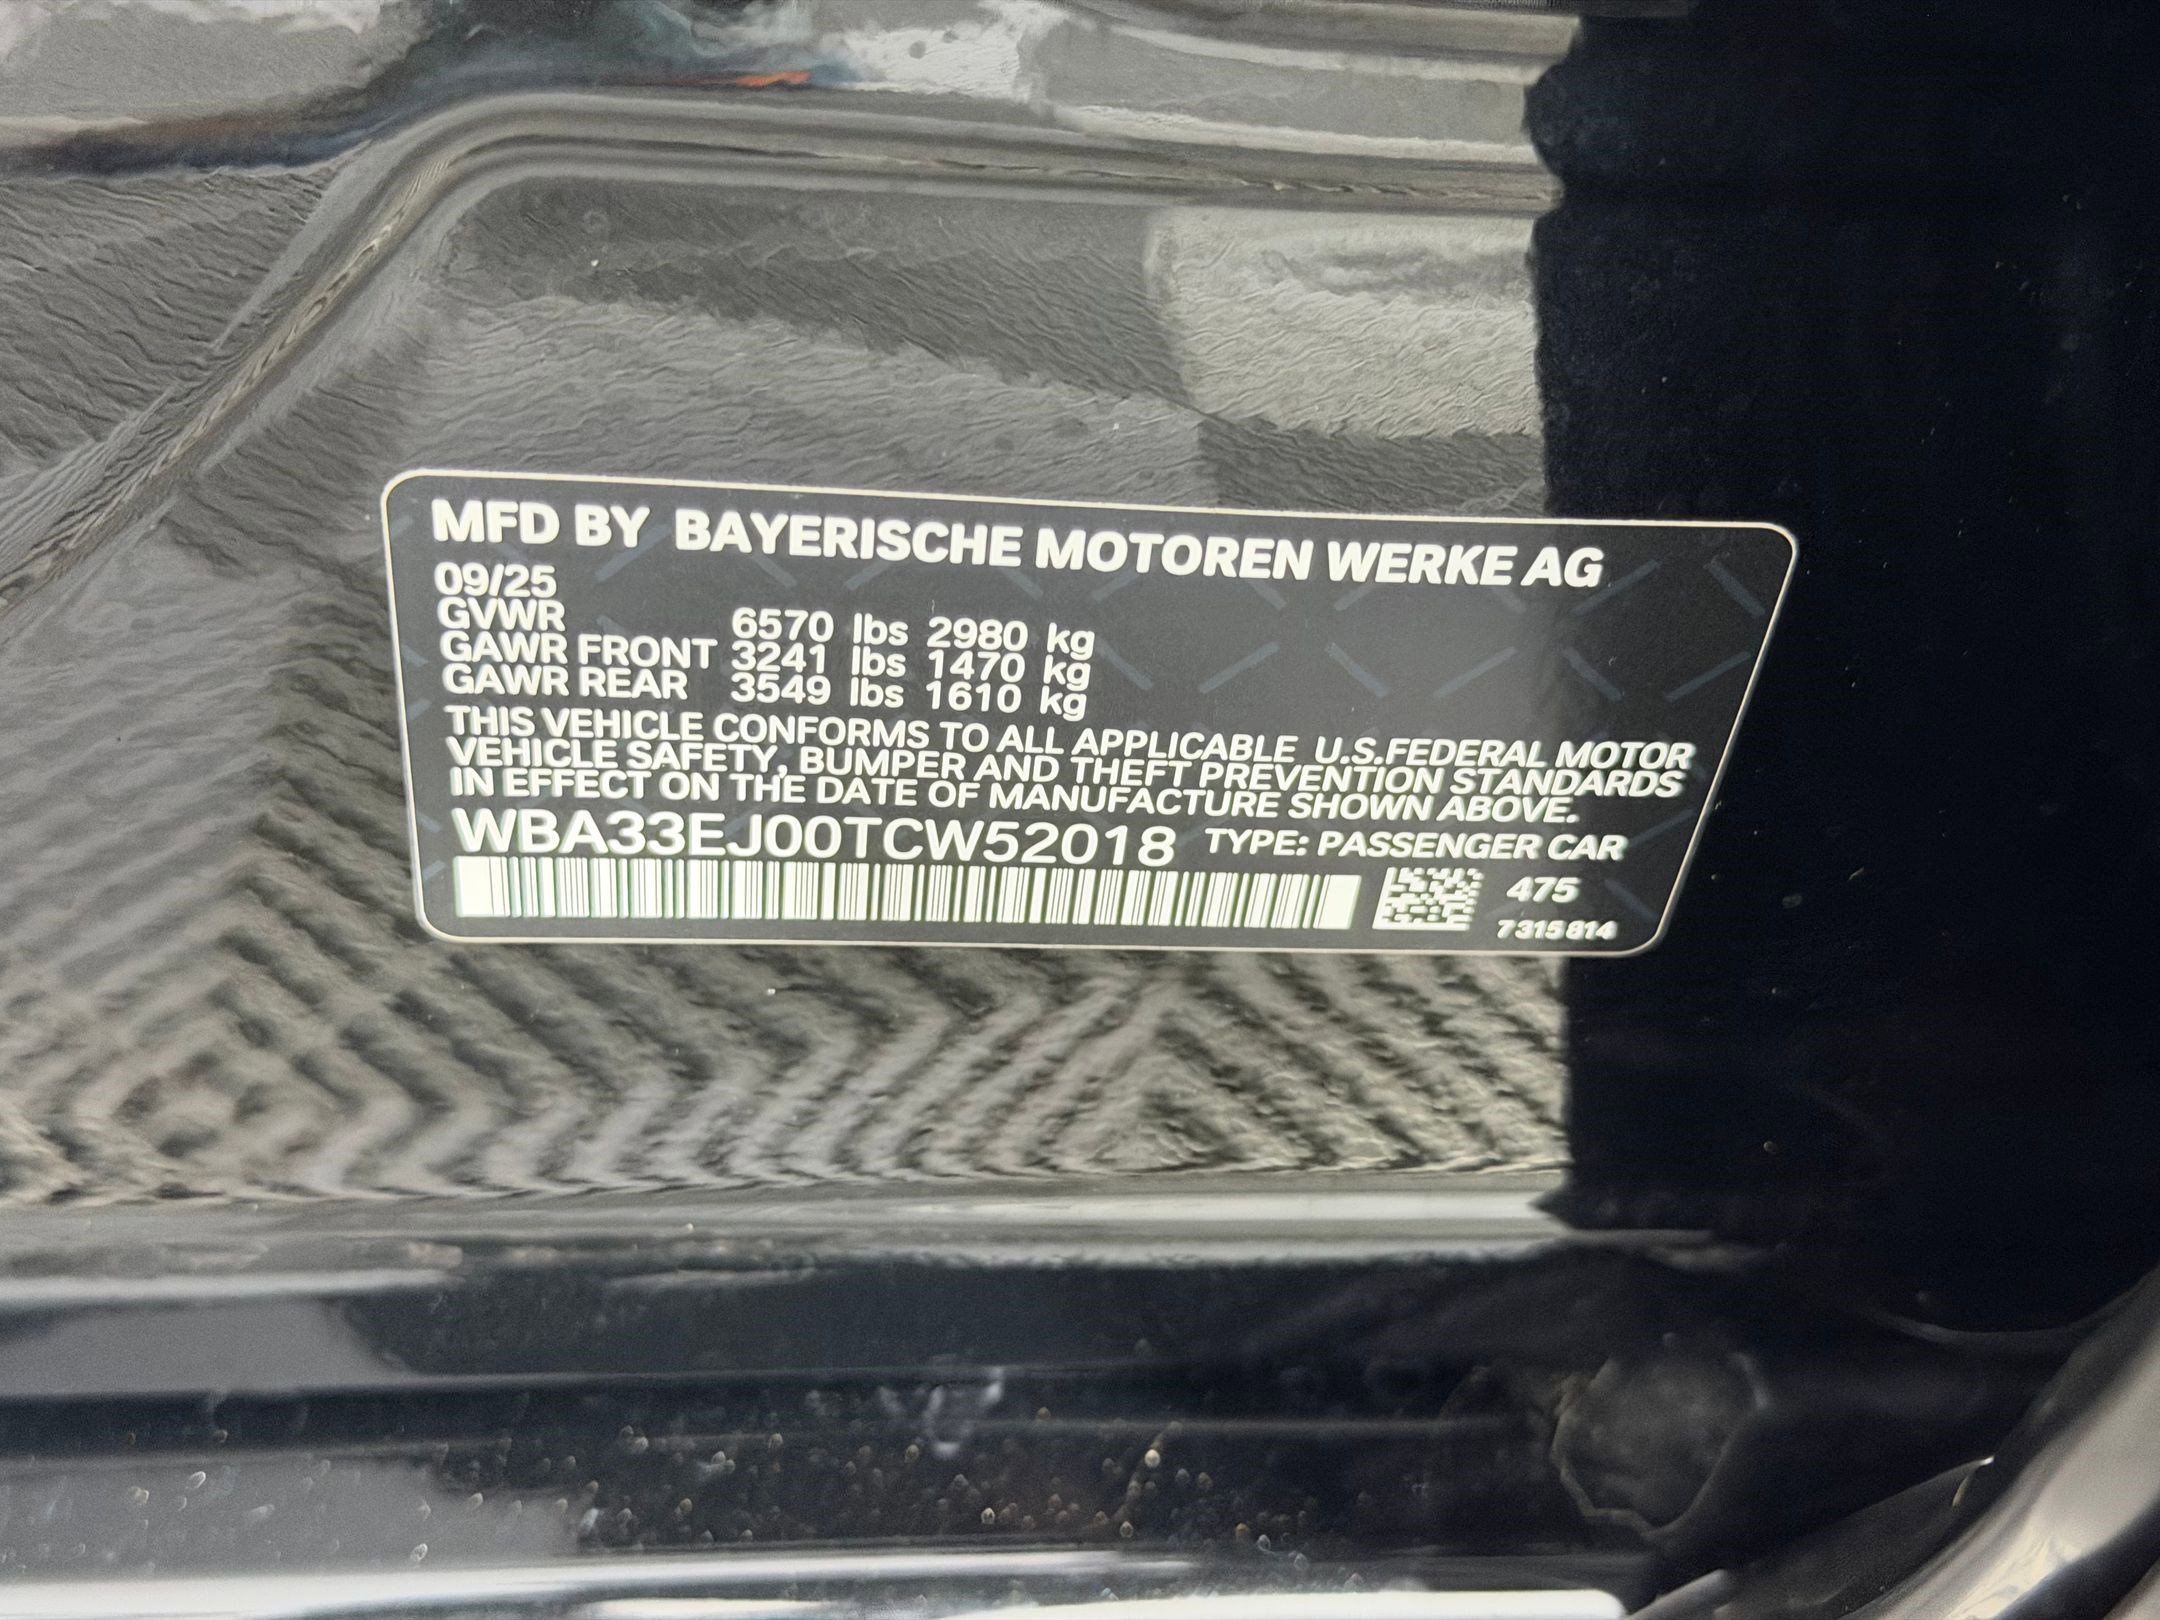 MFD BY BAYERISCHE MOTOREN WERKE AG
09/25
GVWR 6570 lbs 2980 kg
GAWR FRONT 3241 lbs 1470 kg
GAWR REAR 3549 lbs 1610 kg
THIS VEHICLE CONFORMS TO ALL APPLICABLE U.S.FEDERAL MOTOR
VEHICLE SAFETY, BUMPER AND THEFT PREVENTION STANDARDS
IN EFFECT ON THE DATE OF MANUFACTURE SHOWN ABOVE.
WBA33EJ00TCW52018 TYPE: PASSENGER CAR
475
7315814